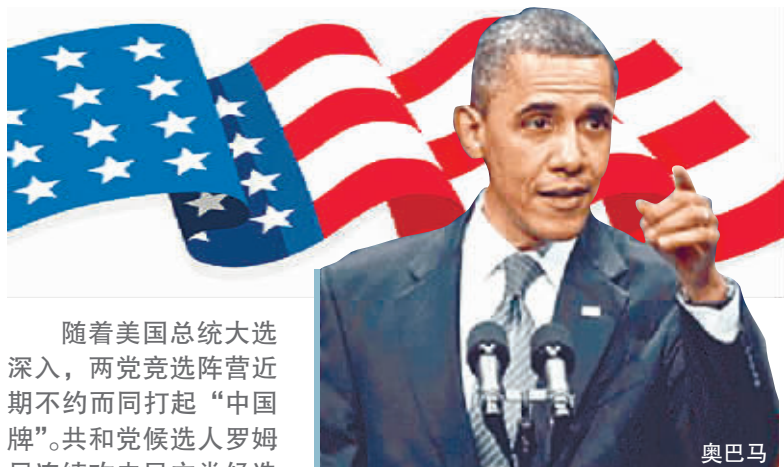 随着美国总统大选
深入，两党竞选阵营近
期不约而同打起“中国
牌”。共和党候选人罗姆
奥巴马